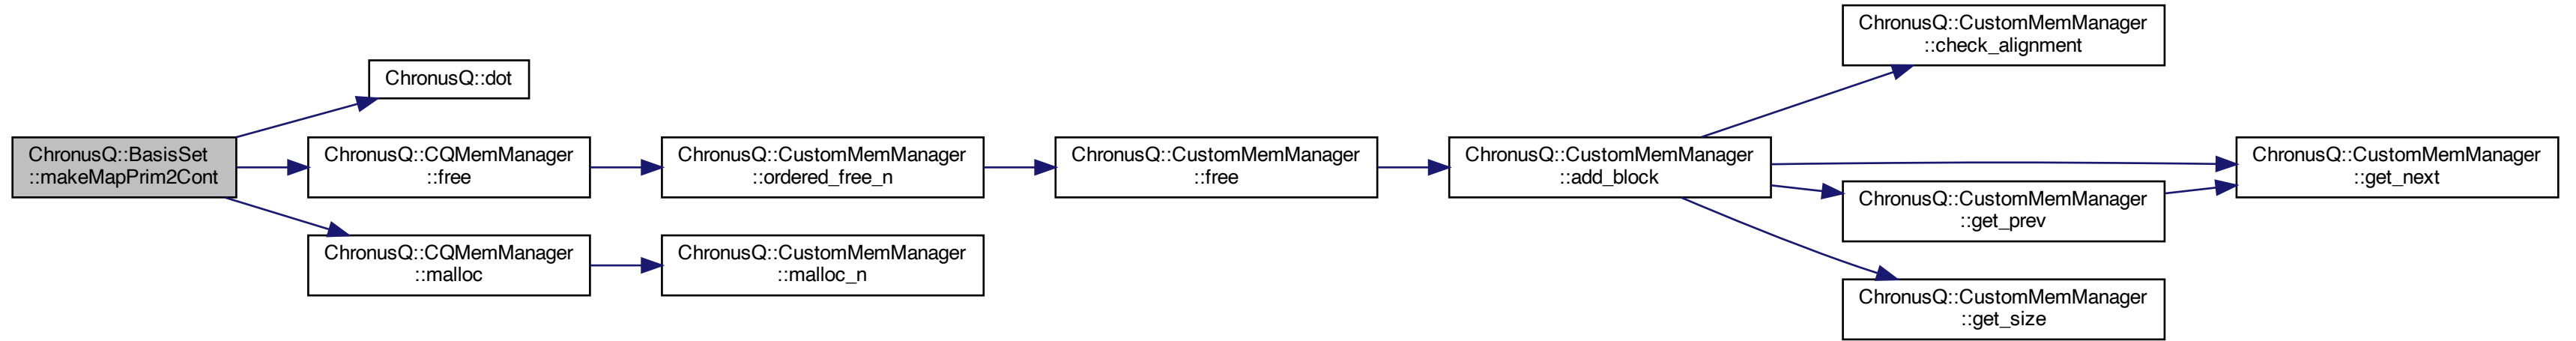 ChronusQ::BasisSet
::makeMapPrim2Cont
ChronusQ::dot
ChronusQ::CQMemManager
::free
ChronusQ::CustomMemManager
::ordered_free_n
ChronusQ::CustomMemManager
::free
ChronusQ::CustomMemManager
::add_block
ChronusQ::CustomMemManager
::check_alignment
ChronusQ::CustomMemManager
::get_next
ChronusQ::CustomMemManager
::get_prev
ChronusQ::CustomMemManager
::get_size
ChronusQ::CQMemManager
::malloc
ChronusQ::CustomMemManager
::malloc_n